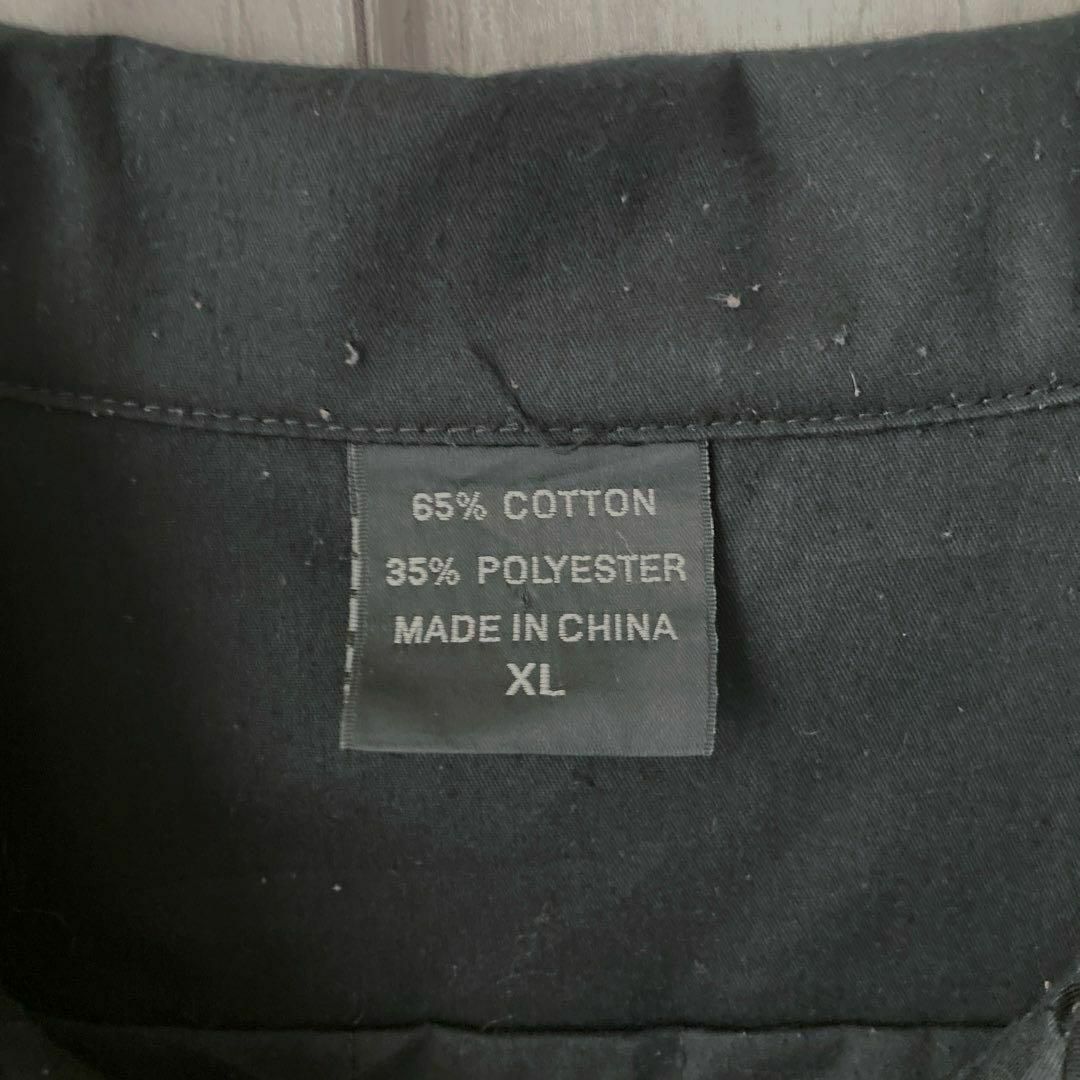 65% COTTON
35% POLYESTER
MADE IN CHINA
XL